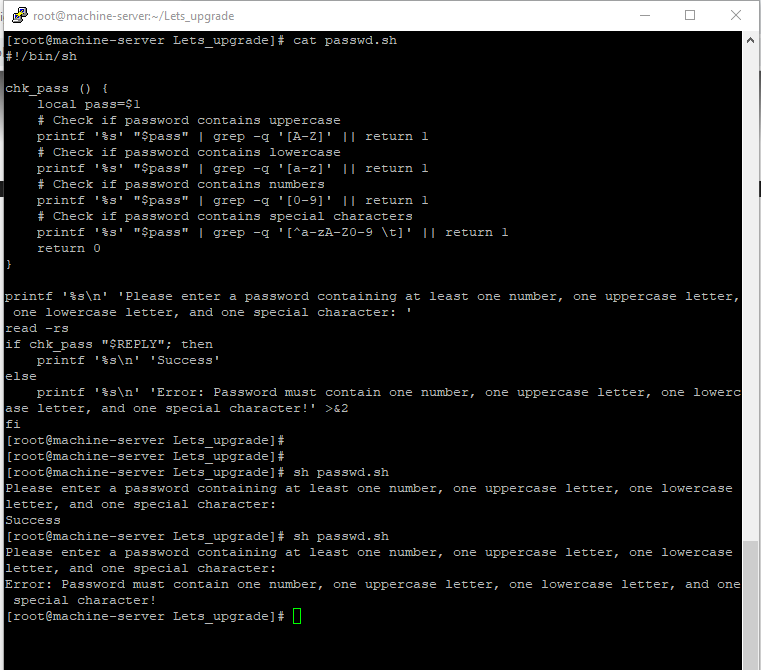 root@machine-server:~/Lets_upgrade
[root@machine-server Lets_upgrade]# cat passwd.sh
#!/bin/sh
chk_pass () {
    local pass=$1
    # Check if password contains uppercase
    printf '%s' "$pass" | grep -q '[A-Z]' || return 1
    # Check if password contains lowercase
    printf '%s' "$pass" | grep -q '[a-z]' || return 1
    # Check if password contains numbers
    printf '%s' "$pass" | grep -q '[0-9]' || return 1
    # Check if password contains special characters
    printf '%s' "$pass" | grep -q '[^a-zA-Z0-9 \t]' || return 1
    return 0
}
printf '%s\n' 'Please enter a password containing at least one number, one uppercase letter,
 one lowercase letter, and one special character: '
read -rs
if chk_pass "$REPLY"; then
    printf '%s\n' 'Success'
else
    printf '%s\n' 'Error: Password must contain one number, one uppercase letter, one lowerc
ase letter, and one special character!' >&2
fi
[root@machine-server Lets_upgrade]#
[root@machine-server Lets_upgrade]#
[root@machine-server Lets_upgrade]# sh passwd.sh
Please enter a password containing at least one number, one uppercase letter, one lowercase
letter, and one special character:
Success
[root@machine-server Lets_upgrade]# sh passwd.sh
Please enter a password containing at least one number, one uppercase letter, one lowercase
letter, and one special character:
Error: Password must contain one number, one uppercase letter, one lowercase letter, and one
 special character!
[root@machine-server Lets_upgrade]#